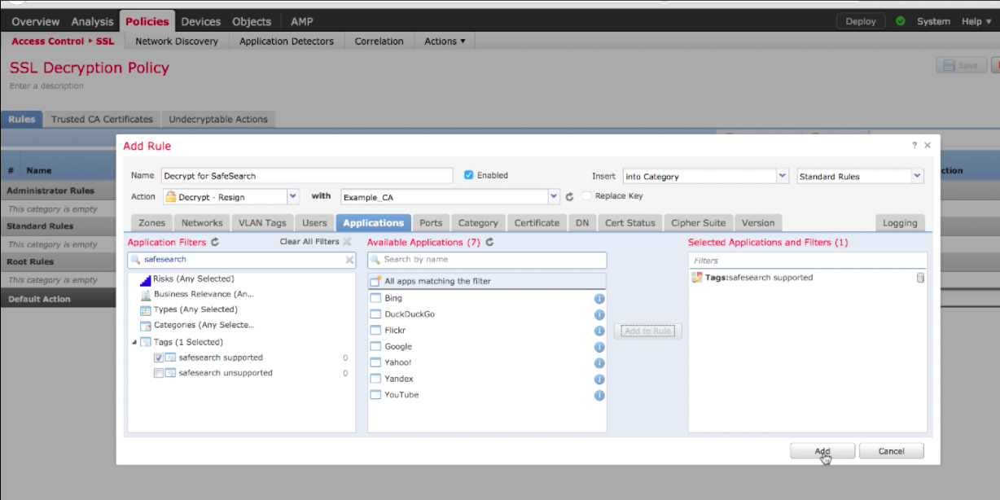 Overview Analysis Policies Devices Objects AMP Deploy System Help ▼
Access Control ▸ SSL Network Discovery Application Detectors Correlation Actions ▼
SSL Decryption Policy
Save
Enter a description
Rules Trusted CA Certificates Undecryptable Actions
Add Rule
? ×
# Name
ction
Name Decrypt for SafeSearch Enabled Insert into Category Standard Rules
Administrator Rules
Action Decrypt - Resign with Example_CA Replace Key
This category is empty
Standard Rules
Zones Networks VLAN Tags Users Applications Ports Category Certificate DN Cert Status Cipher Suite Version Logging
This category is empty
Application Filters Clear All Filters Available Applications (7) Selected Applications and Filters (1)
Root Rules
safesearch Search by name Filters
This category is empty
Default Action
Risks (Any Selected)
Business Relevance (An...
Types (Any Selected)
Categories (Any Selecte...
Tags (1 Selected)
safesearch supported 0
safesearch unsupported 0
All apps matching the filter
Bing
DuckDuckGo
Flickr
Google
Yahoo!
Yandex
YouTube
Add to Rule
Tags:safesearch supported
Add Cancel